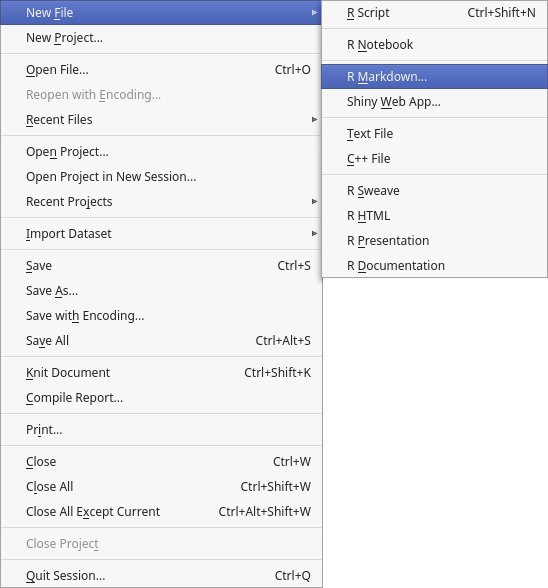 New File
New Project...
Open File... Ctrl+O
Reopen with Encoding...
Recent Files
Open Project...
Open Project in New Session...
Recent Projects
Import Dataset
Save Ctrl+S
Save As...
Save with Encoding...
Save All Ctrl+Alt+S
Knit Document Ctrl+Shift+K
Compile Report...
Print...
Close Ctrl+W
Close All Ctrl+Shift+W
Close All Except Current Ctrl+Alt+Shift+W
Close Project
Quit Session... Ctrl+Q
R Script Ctrl+Shift+N
R Notebook
R Markdown...
Shiny Web App...
Text File
C++ File
R Sweave
R HTML
R Presentation
R Documentation